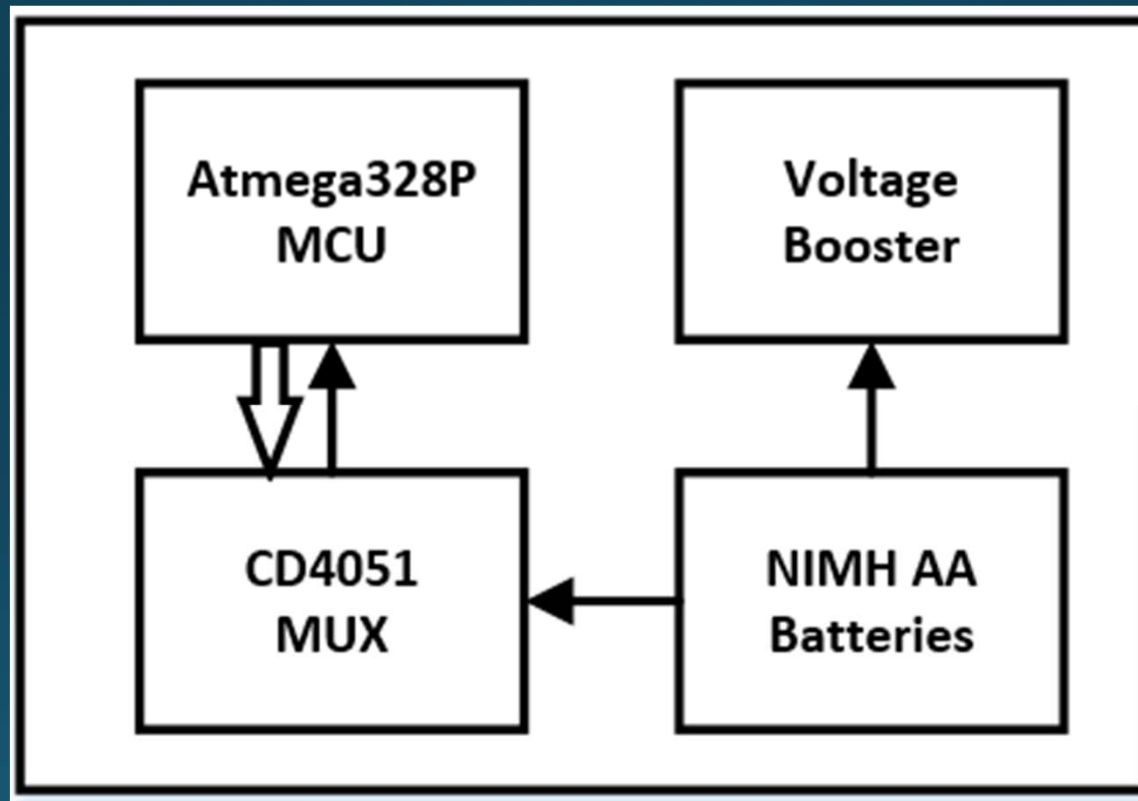 Atmega328P
MCU
Voltage
Booster
CD4051
MUX
NIMH AA
Batteries